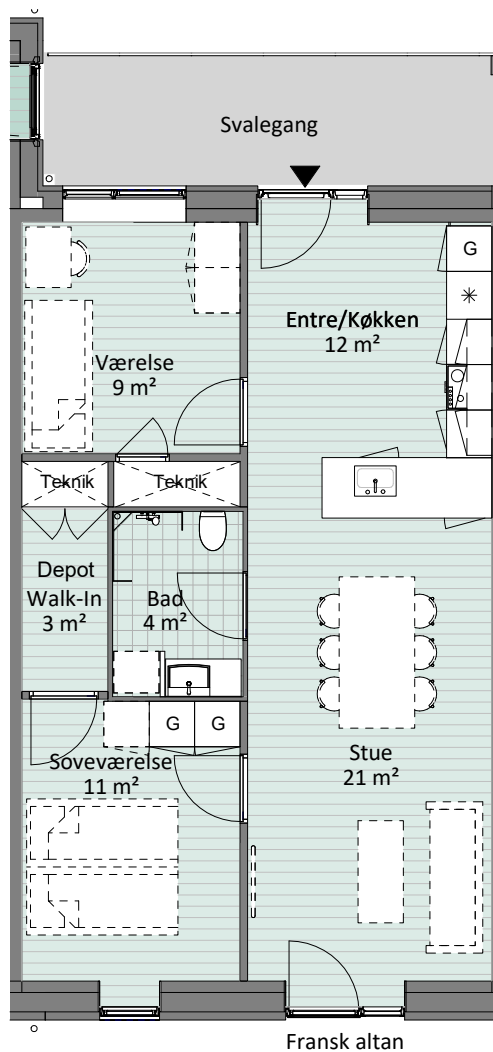 Svalegang
G
Entre/Køkken
12 m²
Værelse
9 m²
Teknik
Teknik
Depot
Walk-In
3 m²
Bad
4 m²
G
G
Soveværelse
11 m²
Stue
21 m²
Fransk altan